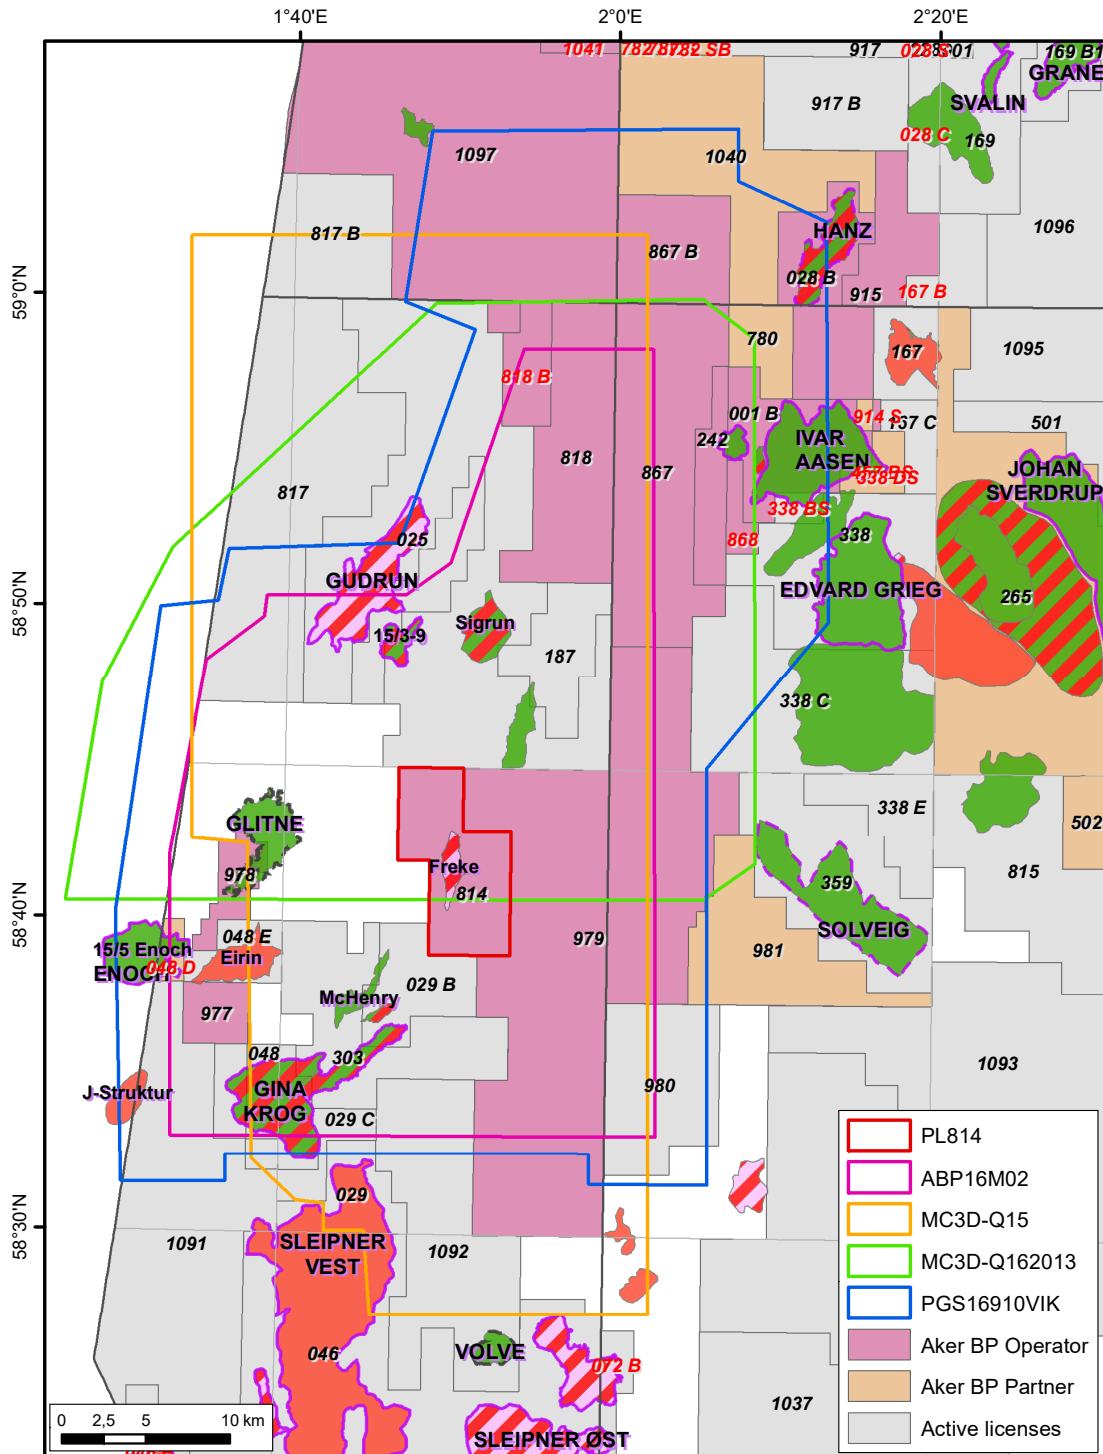 1°40'E
2°0'E
2°20'E
1041
782 SB
917
169 B1
GRANE
SVALIN
917 B
028 C
169
1097
1040
817 B
867 B
HANZ
1096
028 B
915
167 B
59°0'N
780
167
1095
818 B
001 B
914 S
167 C
501
242
IVAR
AASEN
JOHAN
SVERDRUP
818
867
817
338 DS
338 BS
025
868
338
GUDRUN
EDVARD GRIEG
265
58°50'N
15/3-9
Sigrun
187
338 C
GLITNE
338 E
502
Freke
978
814
359
815
58°40'N
SOLVEIG
048 E
979
981
15/5 Enoch
ENOCH
048 D
Eirin
McHenry
029 B
977
048
303
1093
J-Struktur
GINA
KROG
980
029 C
PL814
ABP16M02
029
MC3D-Q15
58°30'N
1091
SLEIPNER
VEST
1092
MC3D-Q162013
PGS16910VIK
VOLVE
Aker BP Operator
046
072 B
Aker BP Partner
1037
0 2,5 5 10 km
Active licenses
SLEIPNER ØST